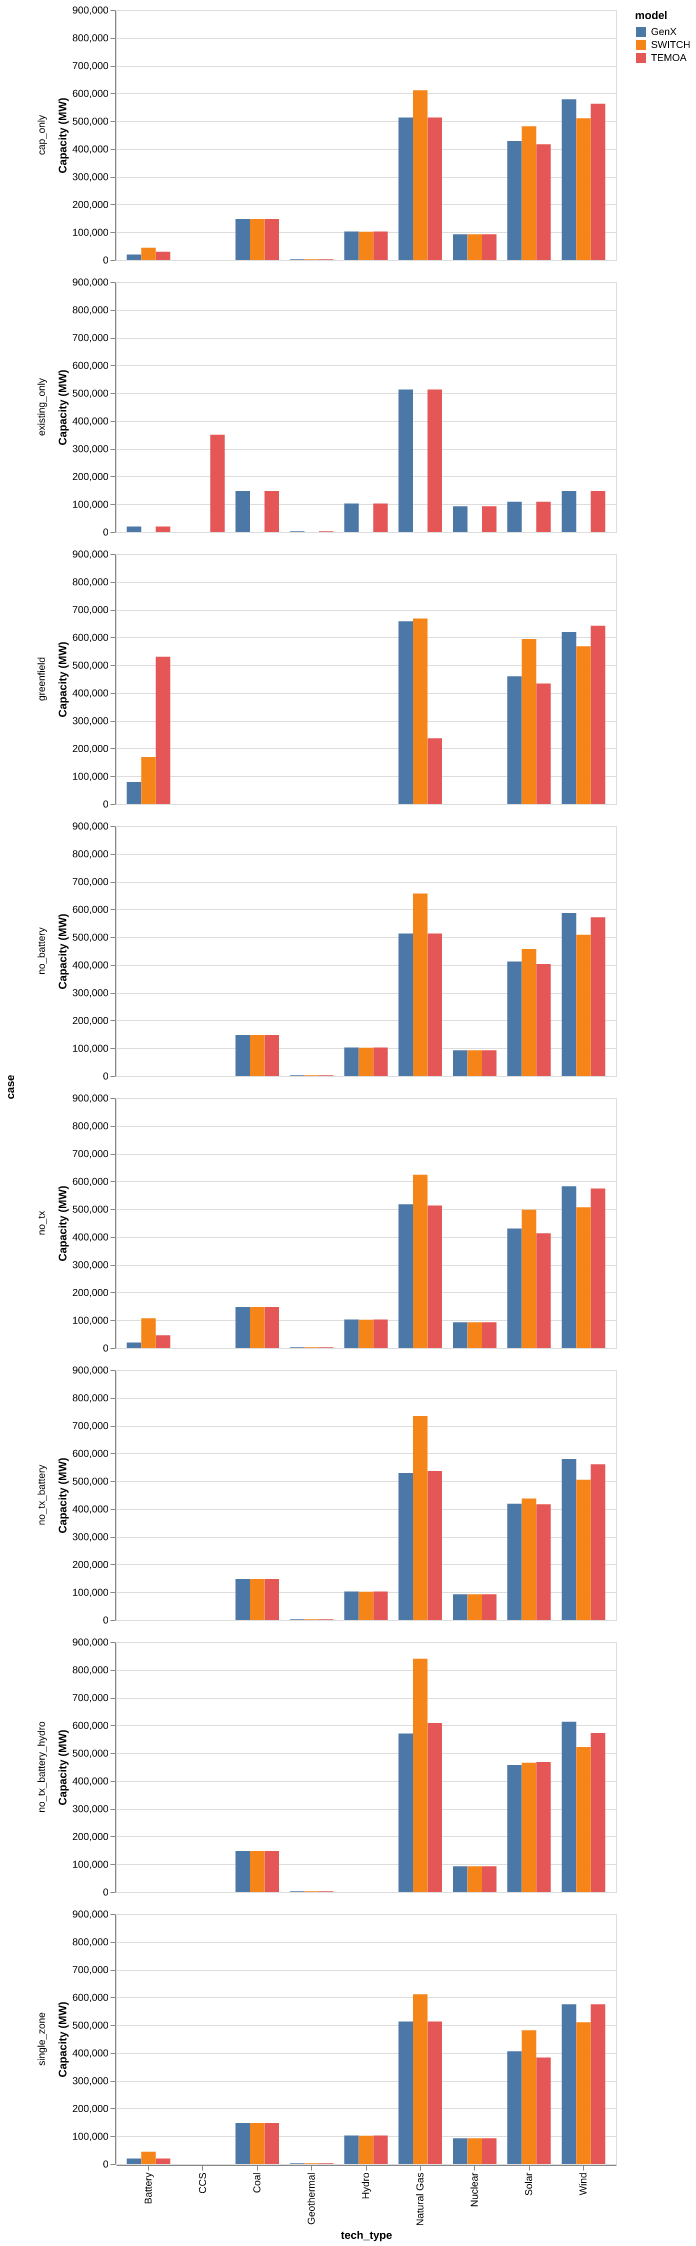 model
GenX
SWITCH
TEMOA
case
cap_only
Capacity (MW)
900,000
800,000
700,000
600,000
500,000
400,000
300,000
200,000
100,000
0
existing_only
Capacity (MW)
900,000
800,000
700,000
600,000
500,000
400,000
300,000
200,000
100,000
0
greenfield
Capacity (MW)
900,000
800,000
700,000
600,000
500,000
400,000
300,000
200,000
100,000
0
no_battery
Capacity (MW)
900,000
800,000
700,000
600,000
500,000
400,000
300,000
200,000
100,000
0
no_tx
Capacity (MW)
900,000
800,000
700,000
600,000
500,000
400,000
300,000
200,000
100,000
0
no_tx_battery
Capacity (MW)
900,000
800,000
700,000
600,000
500,000
400,000
300,000
200,000
100,000
0
no_tx_battery_hydro
Capacity (MW)
900,000
800,000
700,000
600,000
500,000
400,000
300,000
200,000
100,000
0
single_zone
Capacity (MW)
900,000
800,000
700,000
600,000
500,000
400,000
300,000
200,000
100,000
0
Battery
CCS
Coal
Geothermal
Hydro
Natural Gas
Nuclear
Solar
Wind
tech_type